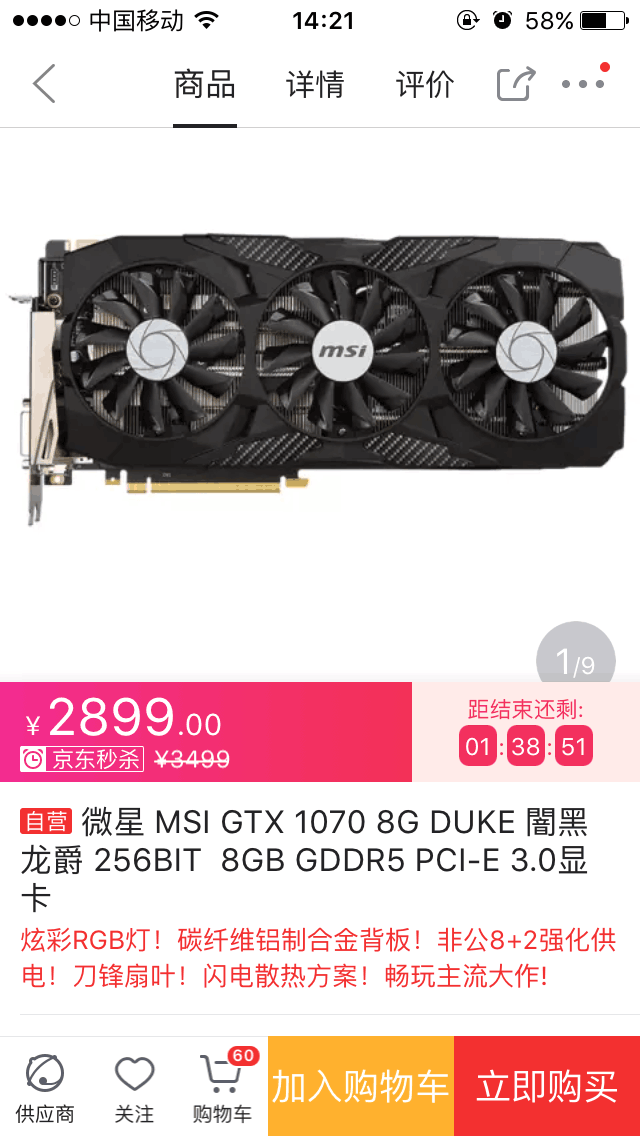 中国移动
14:21
58%
商品
详情
评价
msi
1/9
¥2899.00
距结束还剩:
京东秒杀 ¥3499
01:38:51
自营 微星 MSI GTX 1070 8G DUKE 闇黑
龙爵 256BIT 8GB GDDR5 PCI-E 3.0显
卡
炫彩RGB灯！碳纤维铝制合金背板！非公8+2强化供
电！刀锋扇叶！闪电散热方案！畅玩主流大作!
60
供应商
关注
购物车
加入购物车
立即购买